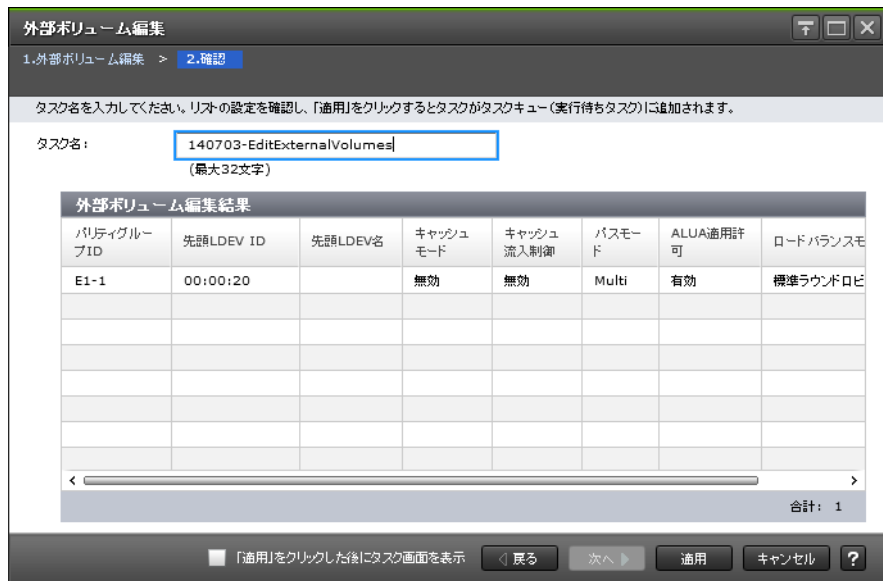 外部ボリューム編集
1.外部ボリューム編集 > 2.確認
タスク名を入力してください。リストの設定を確認し、「適用」をクリックするとタスクがタスクキュー(実行待ちタスク)に追加されます。
タスク名: 140703-EditExternalVolumes
(最大32文字)
外部ボリューム編集結果
パリティグルー 先頭LDEV ID 先頭LDEV名 キャッシュ キャッシュ パスモー ALUA適用許 ロードバランスモ
プID モード 流入制御 ド 可
E1-1 00:00:20 無効 無効 Multi 有効 標準ラウンドロビ
合計: 1
「適用」をクリックした後にタスク画面を表示 戻る 次へ 適用 キャンセル ?